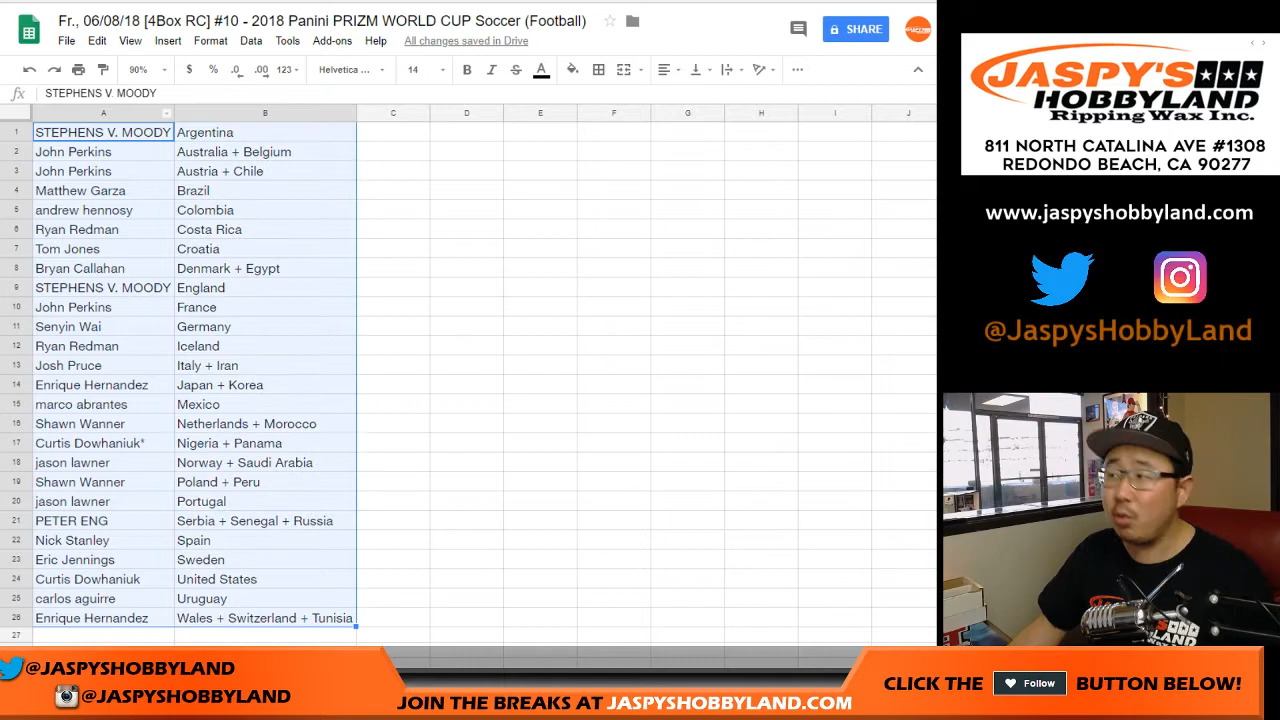 Fr., 06/08/18 [4Box RC] #10 - 2018 Panini PRIZM WORLD CUP Soccer (Football)
File Edit View Insert Format Data Tools Add-ons Help All changes saved in Drive
SHARE
90% $ % .0 .00 123 Helvetica ... 14 B I S A
fx STEPHENS V. MOODY
A B C D E F G H I J
1 STEPHENS V. MOODY Argentina
2 John Perkins Australia + Belgium
3 John Perkins Austria + Chile
4 Matthew Garza Brazil
5 andrew hennosy Colombia
6 Ryan Redman Costa Rica
7 Tom Jones Croatia
8 Bryan Callahan Denmark + Egypt
9 STEPHENS V. MOODY England
10 John Perkins France
11 Senyin Wai Germany
12 Ryan Redman Iceland
13 Josh Pruce Italy + Iran
14 Enrique Hernandez Japan + Korea
15 marco abrantes Mexico
16 Shawn Wanner Netherlands + Morocco
17 Curtis Dowhaniuk* Nigeria + Panama
18 jason lawner Norway + Saudi Arabia
19 Shawn Wanner Poland + Peru
20 jason lawner Portugal
21 PETER ENG Serbia + Senegal + Russia
22 Nick Stanley Spain
23 Eric Jennings Sweden
24 Curtis Dowhaniuk United States
25 carlos aguirre Uruguay
26 Enrique Hernandez Wales + Switzerland + Tunisia
27
JASPY'S
HOBBYLAND
Ripping Wax Inc.
811 NORTH CATALINA AVE #1308
REDONDO BEACH, CA 90277
www.jaspyshobbyland.com
@JaspysHobbyLand
JASPY'S
HOBBYLAND
@JASPYSHOBBYLAND
@JASPYSHOBBYLAND
JOIN THE BREAKS AT JASPYSHOBBYLAND.COM
CLICK THE Follow BUTTON BELOW!